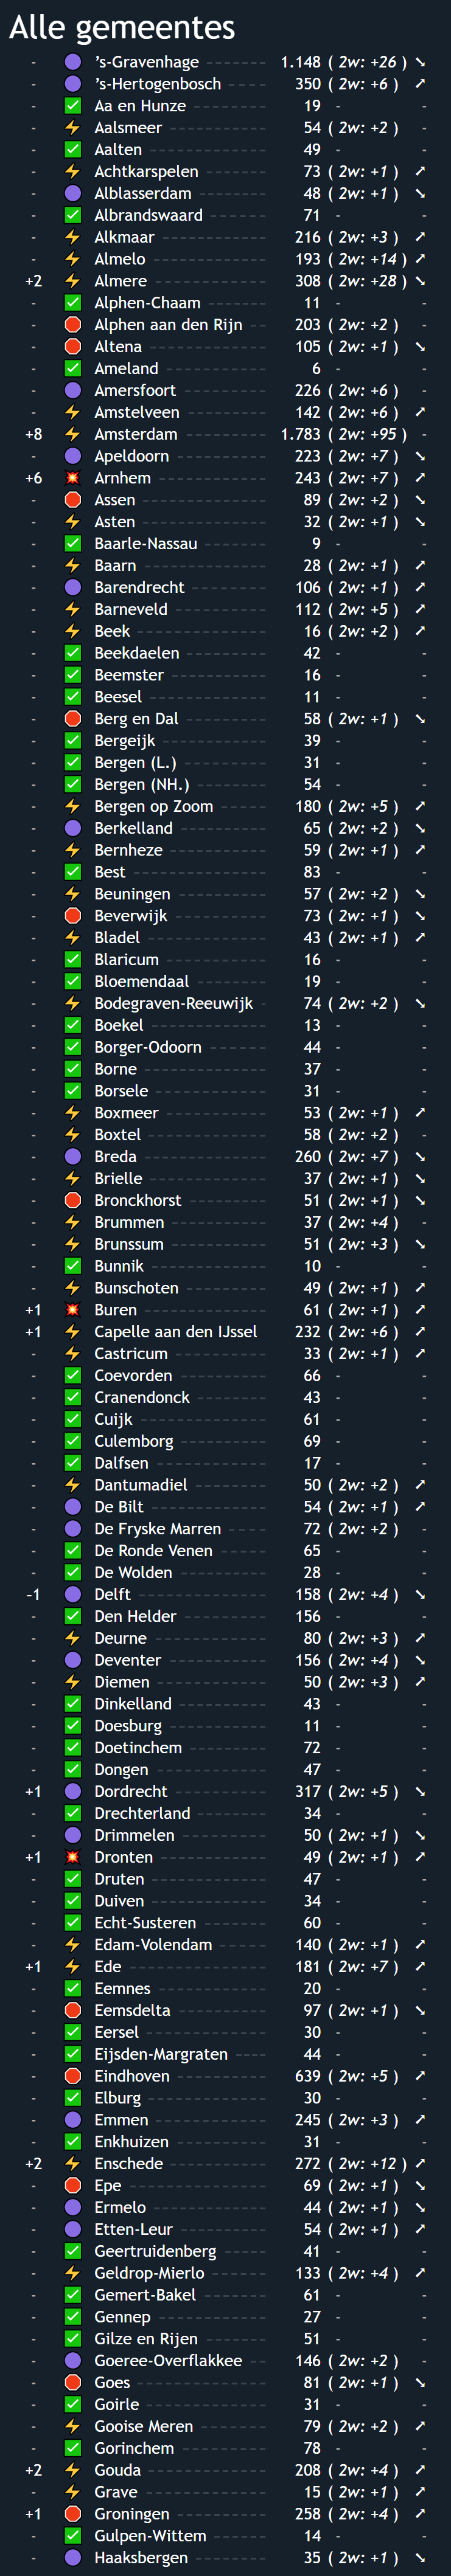 Alle gemeentes
- 's-Gravenhage 1.148 ( 2w: +26 ) ➘
- 's-Hertogenbosch 350 ( 2w: +6 ) ➚
- ✅ Aa en Hunze 19 - -
- ⚡ Aalsmeer 54 ( 2w: +2 ) -
- ✅ Aalten 49 - -
- ⚡ Achtkarspelen 73 ( 2w: +1 ) ➚
- Alblasserdam 48 ( 2w: +1 ) ➘
- ✅ Albrandswaard 71 - -
- ⚡ Alkmaar 216 ( 2w: +3 ) ➚
- ⚡ Almelo 193 ( 2w: +14 ) ➚
+2 ⚡ Almere 308 ( 2w: +28 ) ➘
- ✅ Alphen-Chaam 11 - -
- Alphen aan den Rijn 203 ( 2w: +2 ) -
- Altena 105 ( 2w: +1 ) ➘
- ✅ Ameland 6 - -
- Amersfoort 226 ( 2w: +6 ) -
- ⚡ Amstelveen 142 ( 2w: +6 ) ➚
+8 ⚡ Amsterdam 1.783 ( 2w: +95 ) -
- Apeldoorn 223 ( 2w: +7 ) ➘
+6 Arnhem 243 ( 2w: +7 ) ➚
- Assen 89 ( 2w: +2 ) ➘
- ⚡ Asten 32 ( 2w: +1 ) ➘
- ✅ Baarle-Nassau 9 - -
- ⚡ Baarn 28 ( 2w: +1 ) ➚
- Barendrecht 106 ( 2w: +1 ) ➚
- ⚡ Barneveld 112 ( 2w: +5 ) ➚
- ⚡ Beek 16 ( 2w: +2 ) ➚
- ✅ Beekdaelen 42 - -
- ✅ Beemster 16 - -
- ✅ Beesel 11 - -
- Berg en Dal 58 ( 2w: +1 ) ➘
- ✅ Bergeijk 39 - -
- ✅ Bergen (L.) 31 - -
- ✅ Bergen (NH.) 54 - -
- ⚡ Bergen op Zoom 180 ( 2w: +5 ) ➚
- Berkelland 65 ( 2w: +2 ) ➘
- ⚡ Bernheze 59 ( 2w: +1 ) ➚
- ✅ Best 83 - -
- ⚡ Beuningen 57 ( 2w: +2 ) ➘
- Beverwijk 73 ( 2w: +1 ) ➘
- ⚡ Bladel 43 ( 2w: +1 ) ➚
- ✅ Blaricum 16 - -
- ✅ Bloemendaal 19 - -
- ⚡ Bodegraven-Reeuwijk 74 ( 2w: +2 ) ➘
- ✅ Boekel 13 - -
- ✅ Borger-Odoorn 44 - -
- ✅ Borne 37 - -
- ✅ Borsele 31 - -
- ⚡ Boxmeer 53 ( 2w: +1 ) ➚
- ⚡ Boxtel 58 ( 2w: +2 ) -
- Breda 260 ( 2w: +7 ) ➘
- ⚡ Brielle 37 ( 2w: +1 ) ➘
- Bronckhorst 51 ( 2w: +1 ) ➘
- ⚡ Brummen 37 ( 2w: +4 ) -
- ⚡ Brunssum 51 ( 2w: +3 ) ➘
- ✅ Bunnik 10 - -
- ⚡ Bunschoten 49 ( 2w: +1 ) ➚
+1 Buren 61 ( 2w: +1 ) ➚
+1 ⚡ Capelle aan den IJssel 232 ( 2w: +6 ) ➚
- ⚡ Castricum 33 ( 2w: +1 ) ➚
- ✅ Coevorden 66 - -
- ✅ Cranendonck 43 - -
- ✅ Cuijk 61 - -
- ✅ Culemborg 69 - -
- ✅ Dalfsen 17 - -
- ⚡ Dantumadiel 50 ( 2w: +2 ) ➚
- De Bilt 54 ( 2w: +1 ) ➚
- De Fryske Marren 72 ( 2w: +2 ) -
- ✅ De Ronde Venen 65 - -
- ✅ De Wolden 28 - -
-1 Delft 158 ( 2w: +4 ) ➘
- ✅ Den Helder 156 - -
- ⚡ Deurne 80 ( 2w: +3 ) ➚
- Deventer 156 ( 2w: +4 ) ➘
- ⚡ Diemen 50 ( 2w: +3 ) ➚
- ✅ Dinkelland 43 - -
- ✅ Doesburg 11 - -
- ✅ Doetinchem 72 - -
- ✅ Dongen 47 - -
+1 Dordrecht 317 ( 2w: +5 ) ➘
- ✅ Drechterland 34 - -
- Drimmelen 50 ( 2w: +1 ) ➘
+1 Dronten 49 ( 2w: +1 ) ➚
- ✅ Druten 47 - -
- ✅ Duiven 34 - -
- ✅ Echt-Susteren 60 - -
- ⚡ Edam-Volendam 140 ( 2w: +1 ) ➚
+1 ⚡ Ede 181 ( 2w: +7 ) ➚
- ✅ Eemnes 20 - -
- Eemsdelta 97 ( 2w: +1 ) ➘
- ✅ Eersel 30 - -
- ✅ Eijsden-Margraten 44 - -
- Eindhoven 639 ( 2w: +5 ) ➚
- ✅ Elburg 30 - -
- Emmen 245 ( 2w: +3 ) ➚
- ✅ Enkhuizen 31 - -
+2 ⚡ Enschede 272 ( 2w: +12 ) ➚
- Epe 69 ( 2w: +1 ) ➘
- Ermelo 44 ( 2w: +1 ) ➘
- Etten-Leur 54 ( 2w: +1 ) ➚
- ✅ Geertruidenberg 41 - -
- ⚡ Geldrop-Mierlo 133 ( 2w: +4 ) ➚
- ✅ Gemert-Bakel 61 - -
- ✅ Gennep 27 - -
- ✅ Gilze en Rijen 51 - -
- Goeree-Overflakkee 146 ( 2w: +2 ) -
- Goes 81 ( 2w: +1 ) ➘
- ✅ Goirle 31 - -
- ⚡ Gooise Meren 79 ( 2w: +2 ) ➚
- ✅ Gorinchem 78 - -
+2 ⚡ Gouda 208 ( 2w: +4 ) ➚
- ⚡ Grave 15 ( 2w: +1 ) ➚
+1 Groningen 258 ( 2w: +4 ) ➚
- ✅ Gulpen-Wittem 14 - -
- Haaksbergen 35 ( 2w: +1 ) ➘